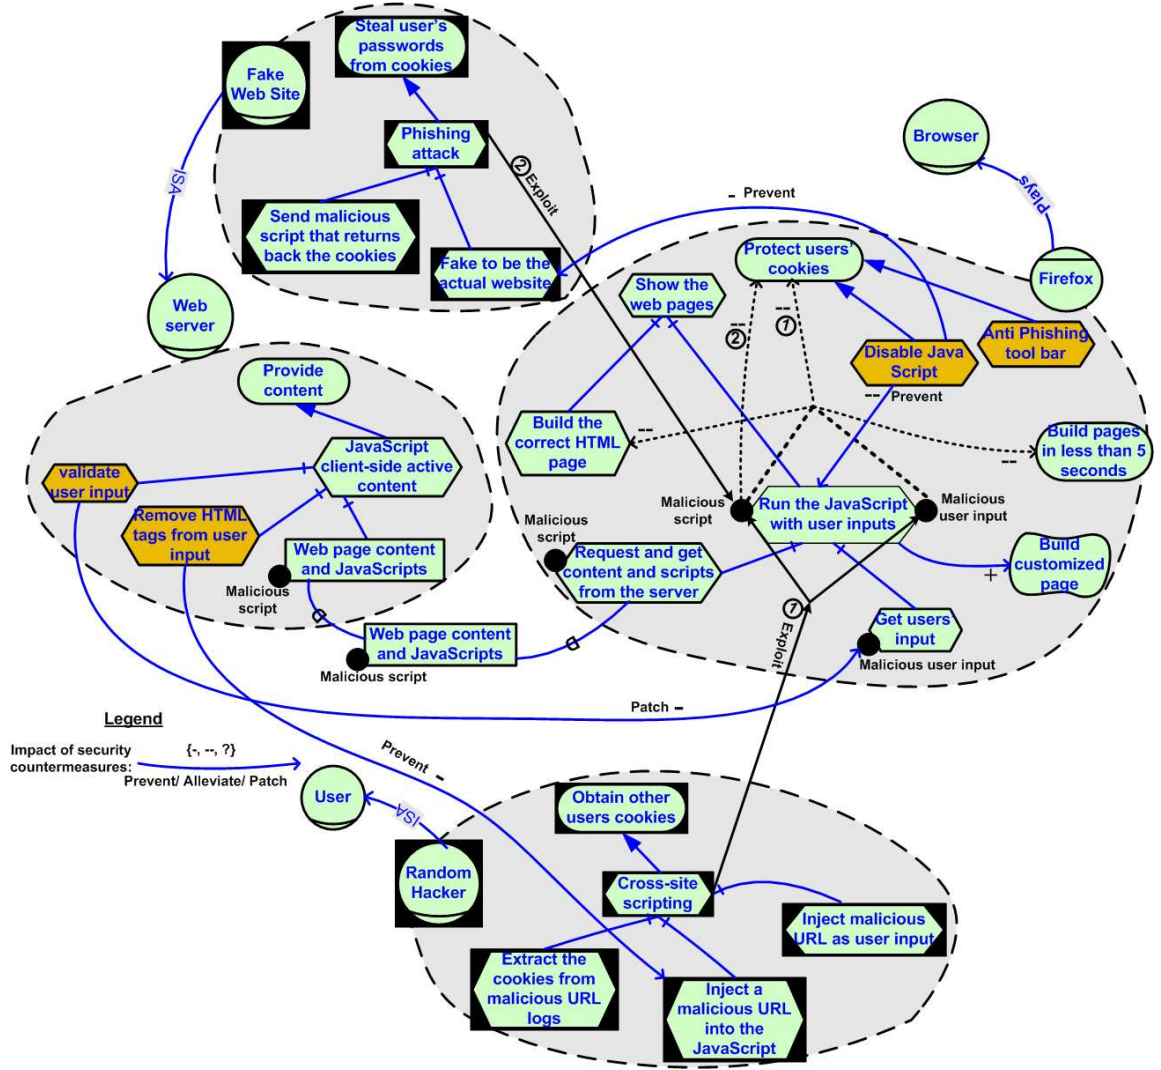 Steal user's
passwords
from cookies
Fake
Web Site
Phishing
attack
Browser
ISA
2
Exploit
- Prevent
Plays
Send malicious
script that returns
back the cookies
Fake to be the
actual website
Protect users'
cookies
Show the
web pages
Firefox
Web
server
--
2
--
1
Anti Phishing
tool bar
Disable Java
Script
Provide
content
-- Prevent
Build the
correct HTML
page
--
--
Build pages
in less than 5
seconds
JavaScript
client-side active
content
validate
user input
Remove HTML
tags from user
input
Malicious
script
Run the JavaScript
with user inputs
Malicious
user input
Malicious
script
Web page content
and JavaScripts
Request and get
content and scripts
from the server
Build
customized
page
+
Malicious
script
D
Web page content
and JavaScripts
D
Malicious script
1
Exploit
Get users
input
Malicious user input
Patch -
Legend
Impact of security
countermeasures:
{-, --, ?}
Prevent/ Alleviate/ Patch
Prevent -
User
ISA
Obtain other
users cookies
Random
Hacker
Cross-site
scripting
Inject malicious
URL as user input
Extract the
cookies from
malicious URL
logs
Inject a
malicious URL
into the
JavaScript